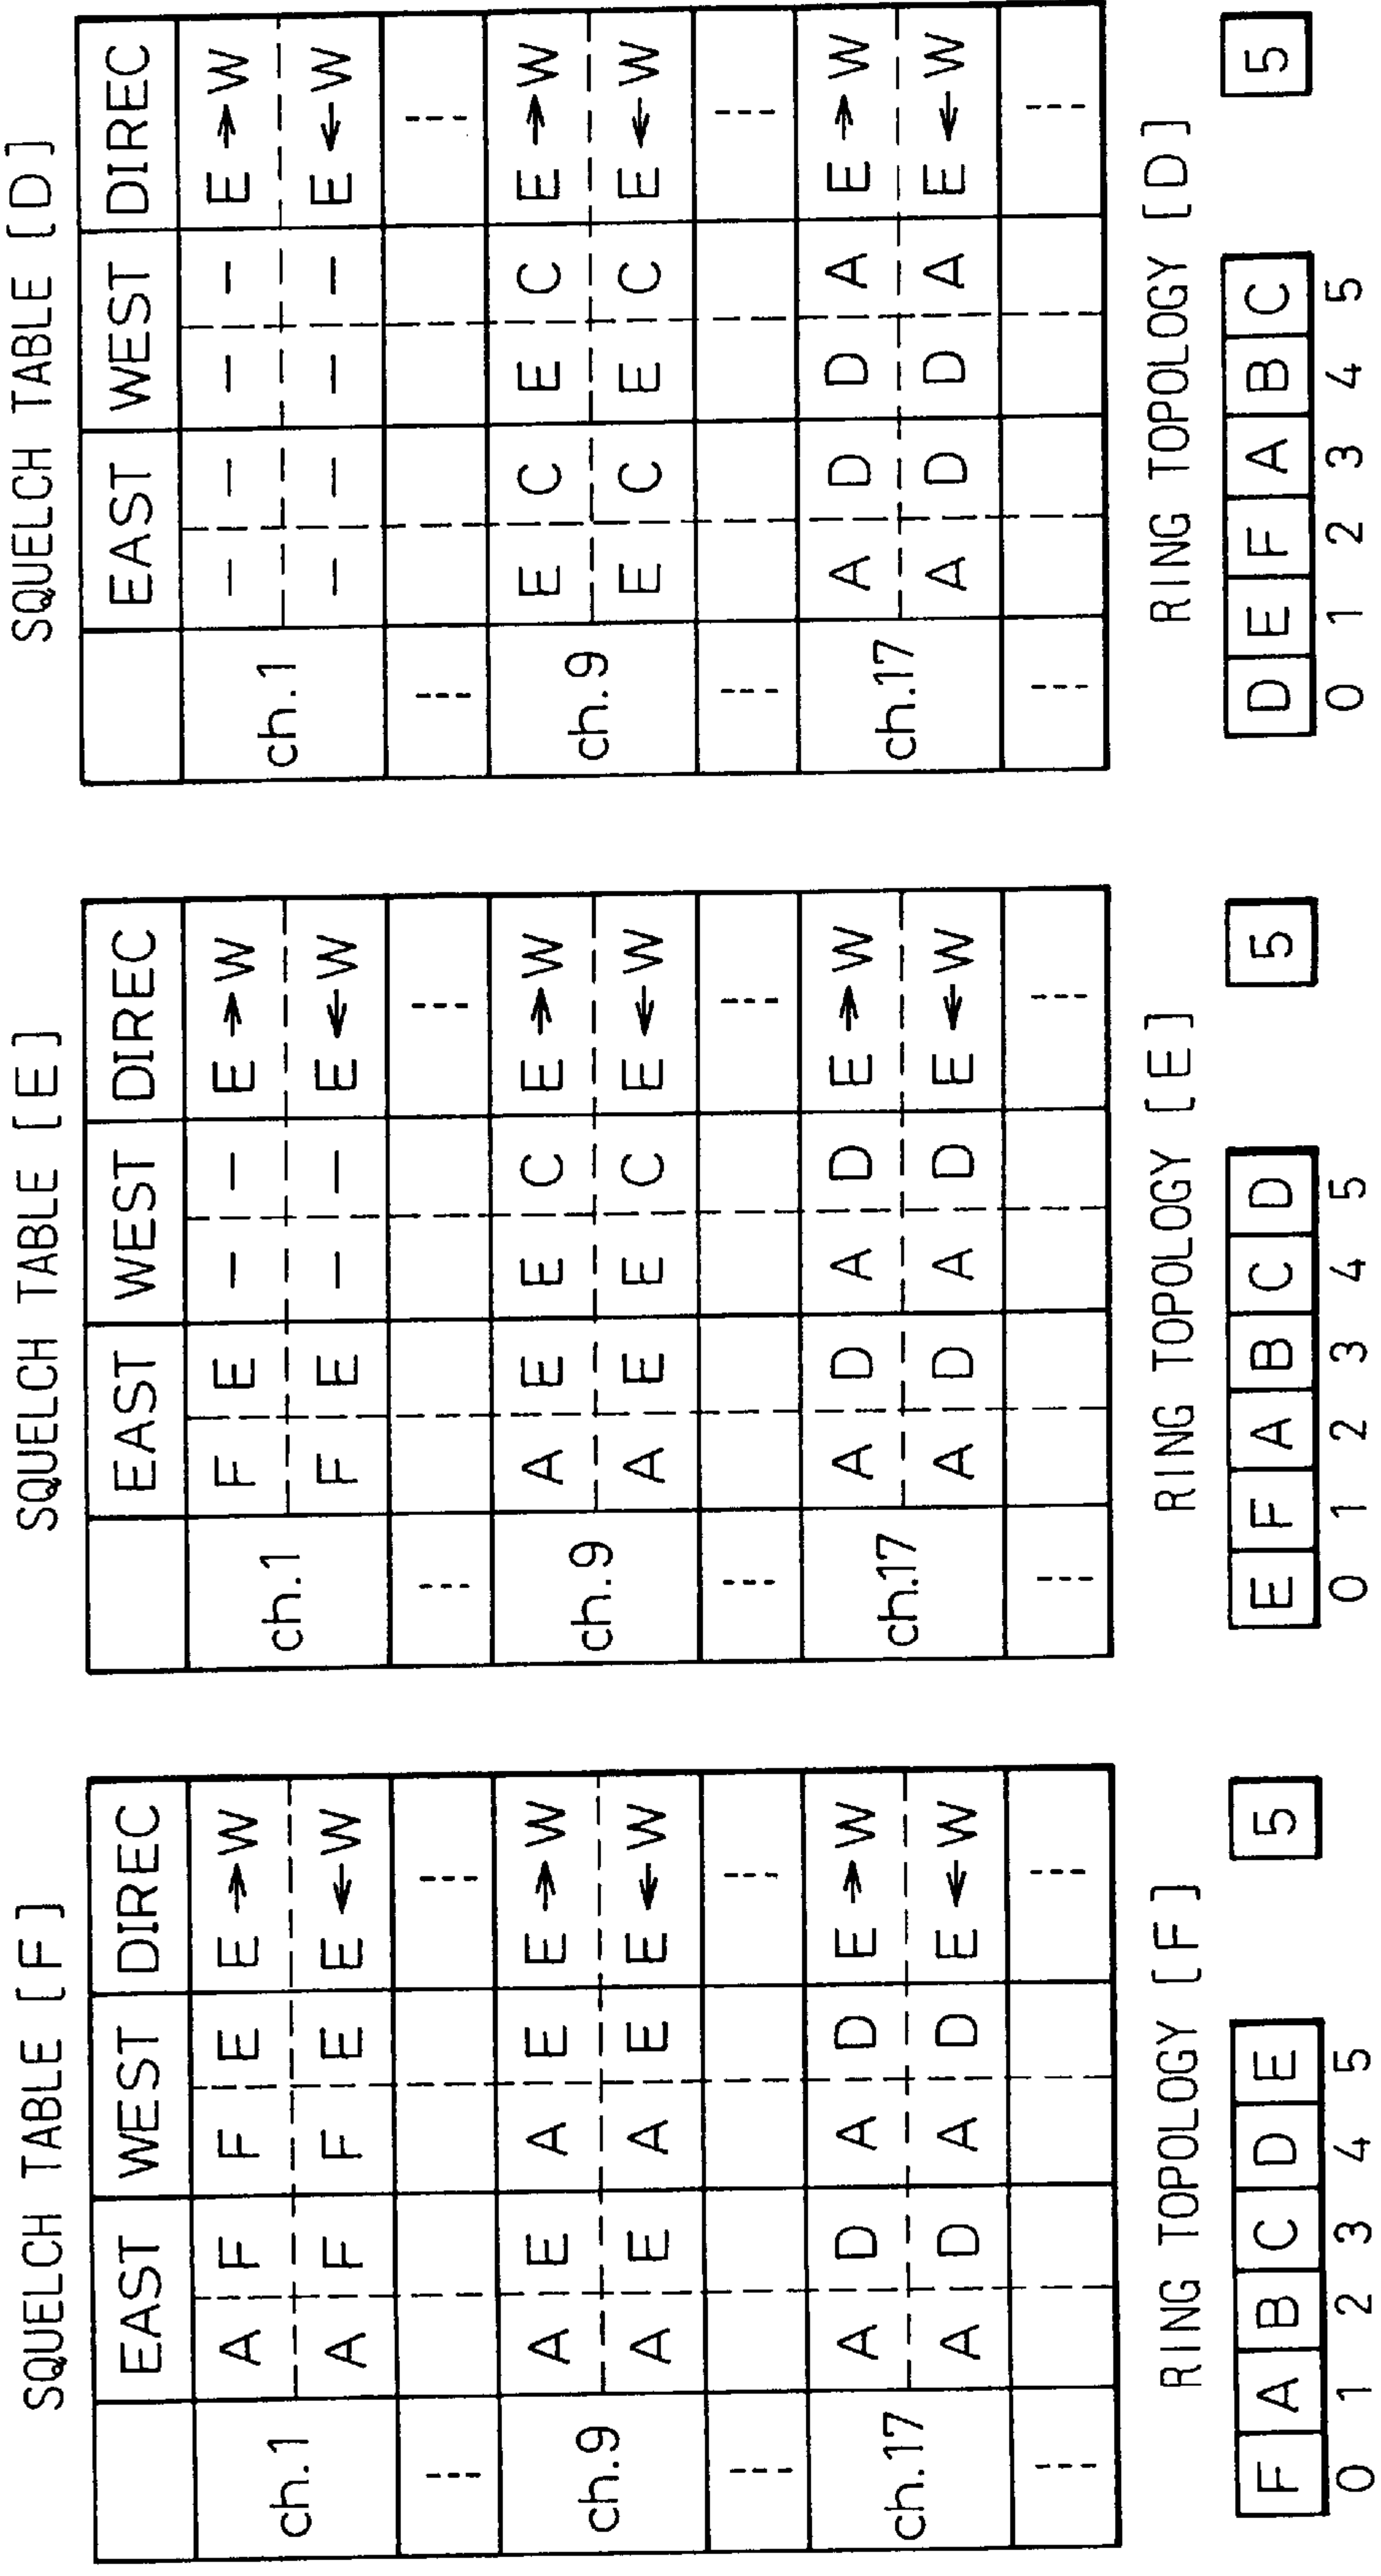 SQUELCH TABLE [F]
EAST WEST DIREC
ch.1 A F F E E→W
A F F E E←W
--- ---
ch.9 A E A E E→W
A E A E E←W
--- ---
ch.17 A D A D E→W
A D A D E←W
--- ---
RING TOPOLOGY [F]
F A B C D E 5
0 1 2 3 4 5
SQUELCH TABLE [E]
EAST WEST DIREC
ch.1 F E — — E→W
F E — — E←W
--- ---
ch.9 A E E C E→W
A E E C E←W
--- ---
ch.17 A D A D E→W
A D A D E←W
--- ---
RING TOPOLOGY [E]
E F A B C D 5
0 1 2 3 4 5
SQUELCH TABLE [D]
EAST WEST DIREC
ch.1 — — — — E→W
— — — — E←W
--- ---
ch.9 E C E C E→W
E C E C E←W
--- ---
ch.17 A D D A E→W
A D D A E←W
--- ---
RING TOPOLOGY [D]
D E F A B C 5
0 1 2 3 4 5